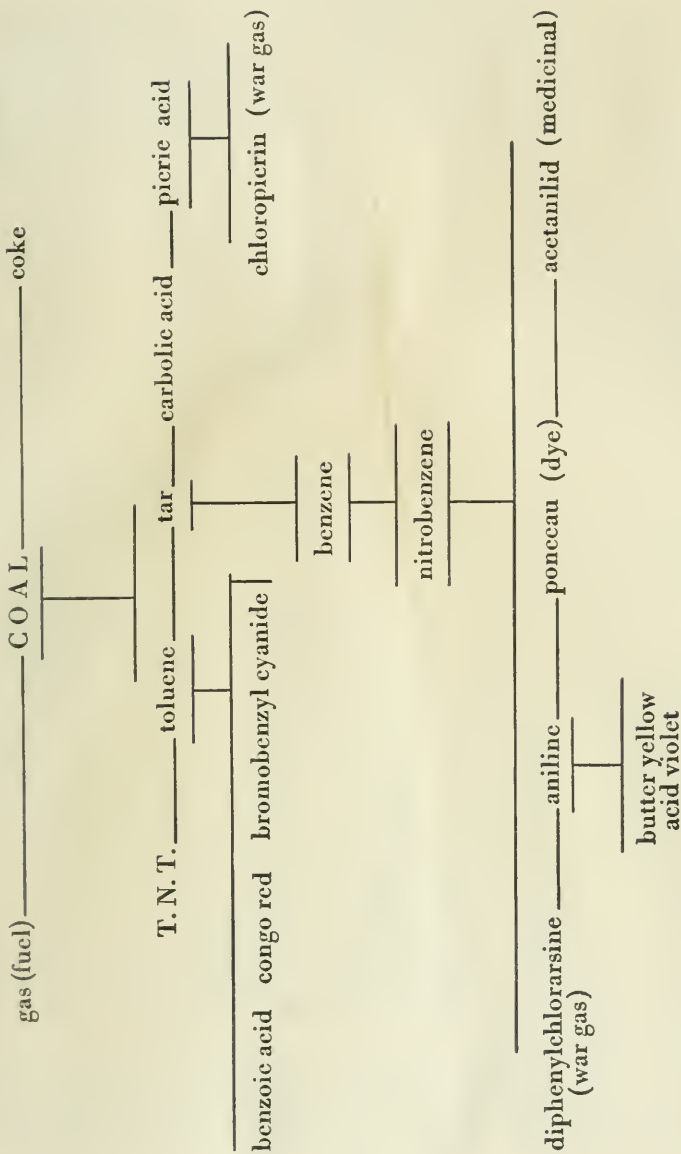 gas (fuel) COAL coke
T.N.T. toluene tar carbolic acid picric acid
benzoic acid congo red bromobenzyl cyanide chloropicrin (war gas)
benzene
nitrobenzene
diphenylchlorarsine aniline ponceau (dye) acetanilid (medicinal)
(war gas)
butter yellow
acid violet